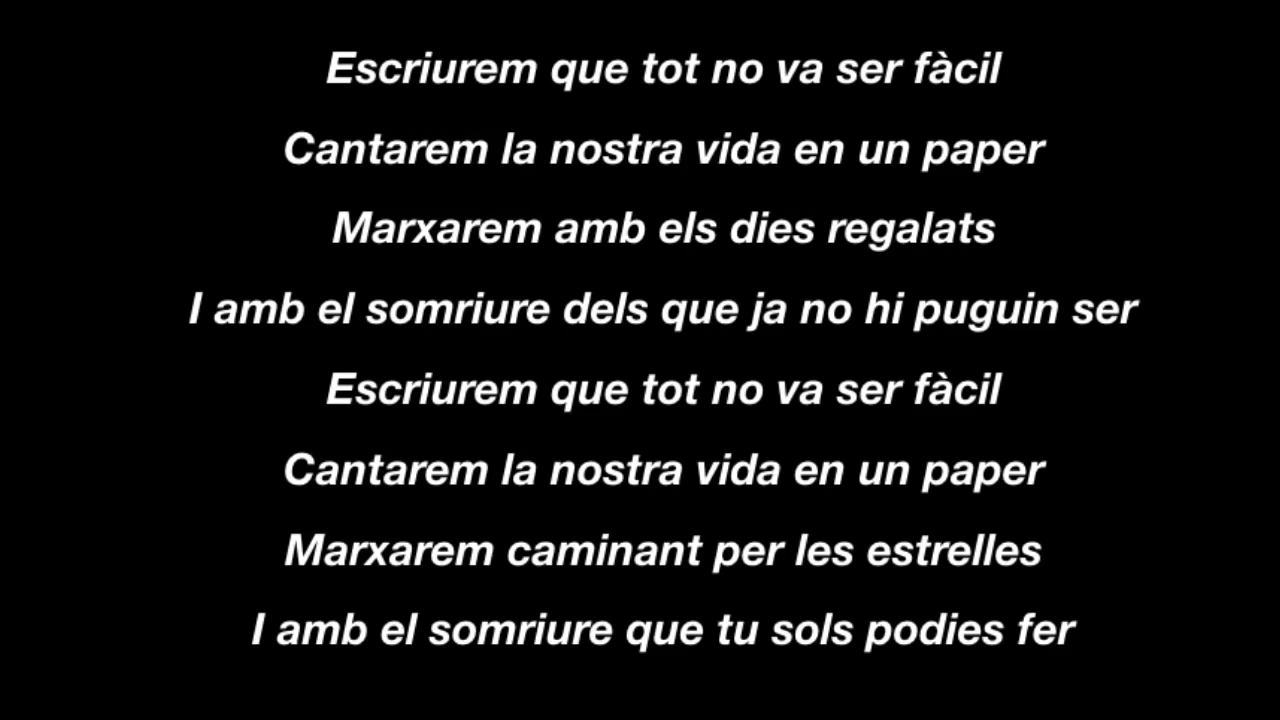 Escriurem que tot no va ser fàcil
Cantarem la nostra vida en un paper
Marxarem amb els dies regalats
I amb el somriure dels que ja no hi puguin ser
Escriurem que tot no va ser fàcil
Cantarem la nostra vida en un paper
Marxarem caminant per les estrelles
I amb el somriure que tu sols podies fer